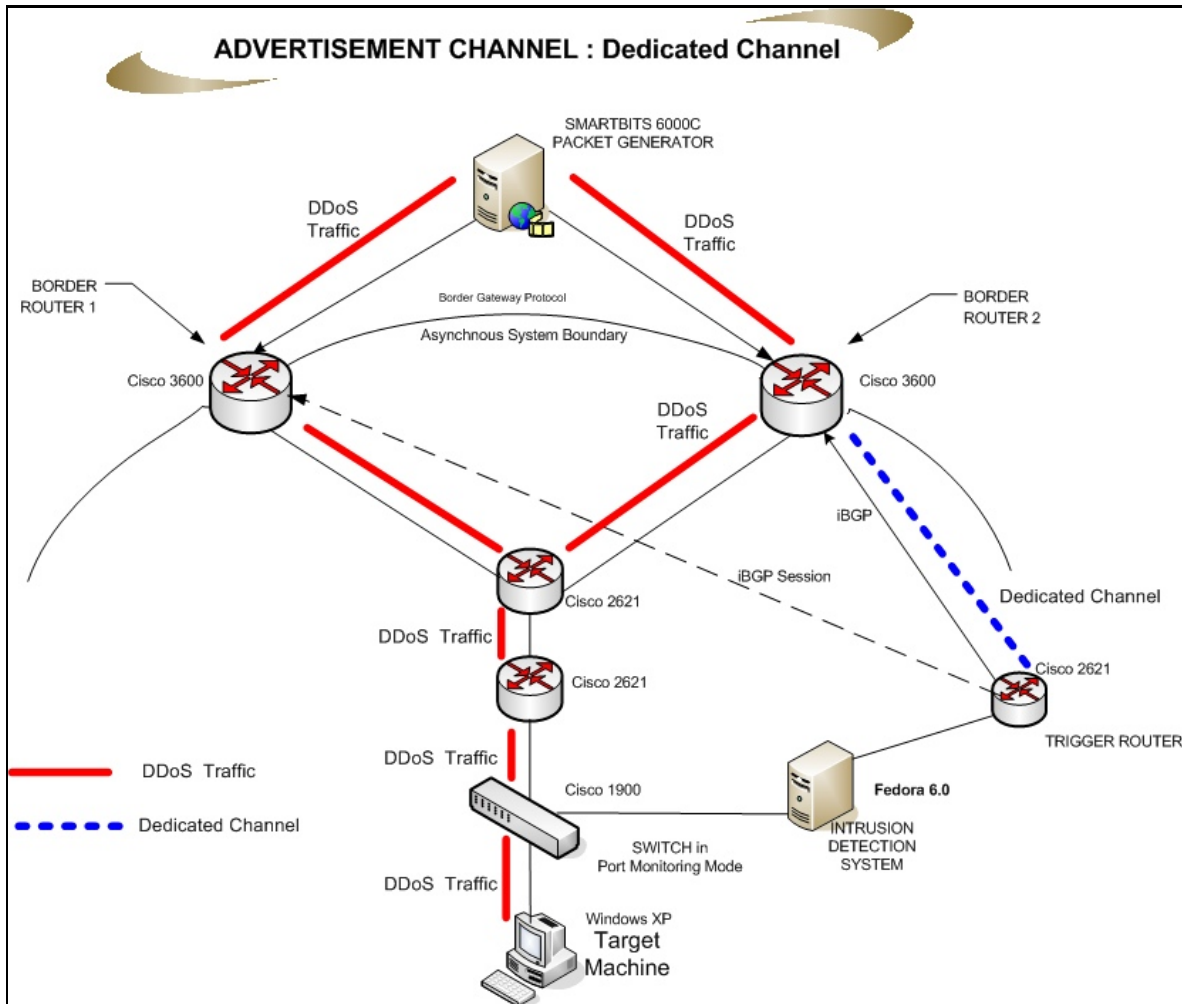 ADVERTISEMENT CHANNEL : Dedicated Channel
SMARTBITS 6000C
PACKET GENERATOR
DDoS
Traffic
DDoS
Traffic
BORDER
ROUTER 1
Border Gateway Protocol
Asynchnous System Boundary
BORDER
ROUTER 2
Cisco 3600
Cisco 3600
DDoS
Traffic
iBGP
iBGP Session
Dedicated Channel
Cisco 2621
DDoS Traffic
Cisco 2621
Cisco 2621
TRIGGER ROUTER
DDoS Traffic
DDoS Traffic
Cisco 1900
Fedora 6.0
Dedicated Channel
SWITCH in
Port Monitoring Mode
INTRUSION
DETECTION
SYSTEM
DDoS Traffic
Windows XP
Target
Machine